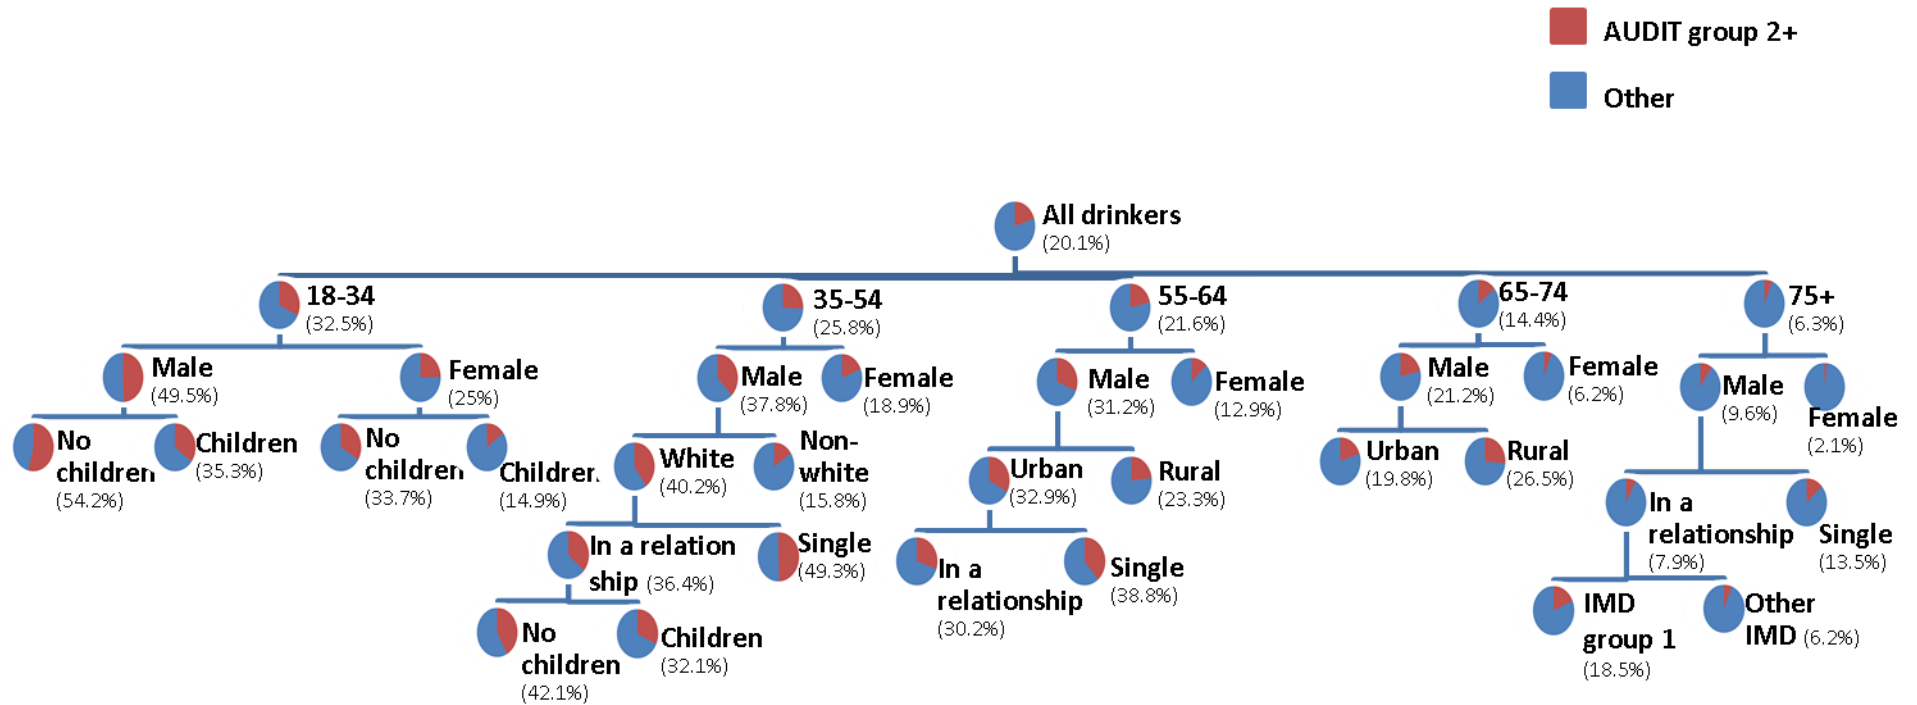 AUDIT group 2+
Other
All drinkers
(20.1%)
18-34
(32.5%)
35-54
(25.8%)
55-64
(21.6%)
65-74
(14.4%)
75+
(6.3%)
Male
(49.5%)
Female
(25%)
Male
(37.8%)
Female
(18.9%)
Male
(31.2%)
Female
(12.9%)
Male
(21.2%)
Female
(6.2%)
Male
(9.6%)
Female
(2.1%)
No
children
(54.2%)
Children
(35.3%)
No
children
(33.7%)
Children
(14.9%)
White
(40.2%)
Non-
white
(15.8%)
Urban
(32.9%)
Rural
(23.3%)
Urban
(19.8%)
Rural
(26.5%)
In a
relationship
(7.9%)
Single
(13.5%)
In a relation
ship (36.4%)
Single
(49.3%)
In a
relationship
(30.2%)
Single
(38.8%)
IMD
group 1
(18.5%)
Other
IMD (6.2%)
No
children
(42.1%)
Children
(32.1%)